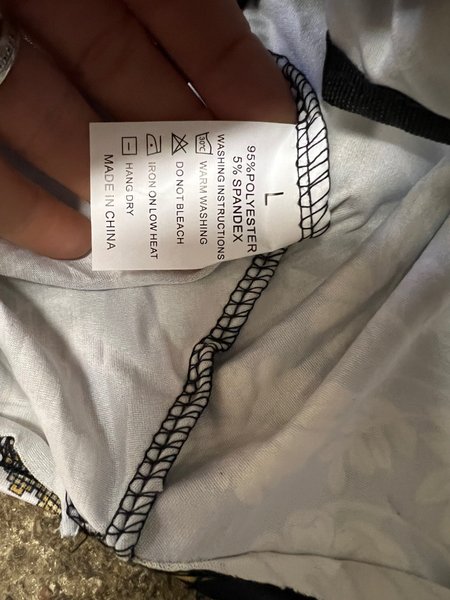 L
95%POLYESTER
5% SPANDEX
WASHING INSTRUCTIONS
30°C WARM WASHING
DO NOT BLEACH
IRON ON LOW HEAT
HANG DRY
MADE IN CHINA